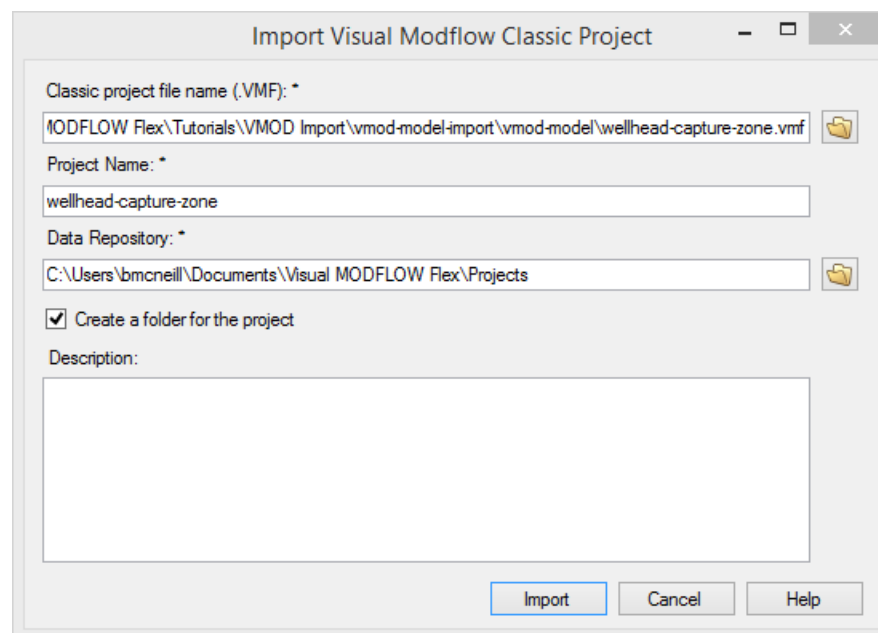 Import Visual Modflow Classic Project
Classic project file name (.VMF): *
MODFLOW Flex\Tutorials\VMOD Import\vmod-model-import\vmod-model\wellhead-capture-zone.vmf
Project Name: *
wellhead-capture-zone
Data Repository: *
C:\Users\bmcneill\Documents\Visual MODFLOW Flex\Projects
Create a folder for the project
Description:
Import Cancel Help